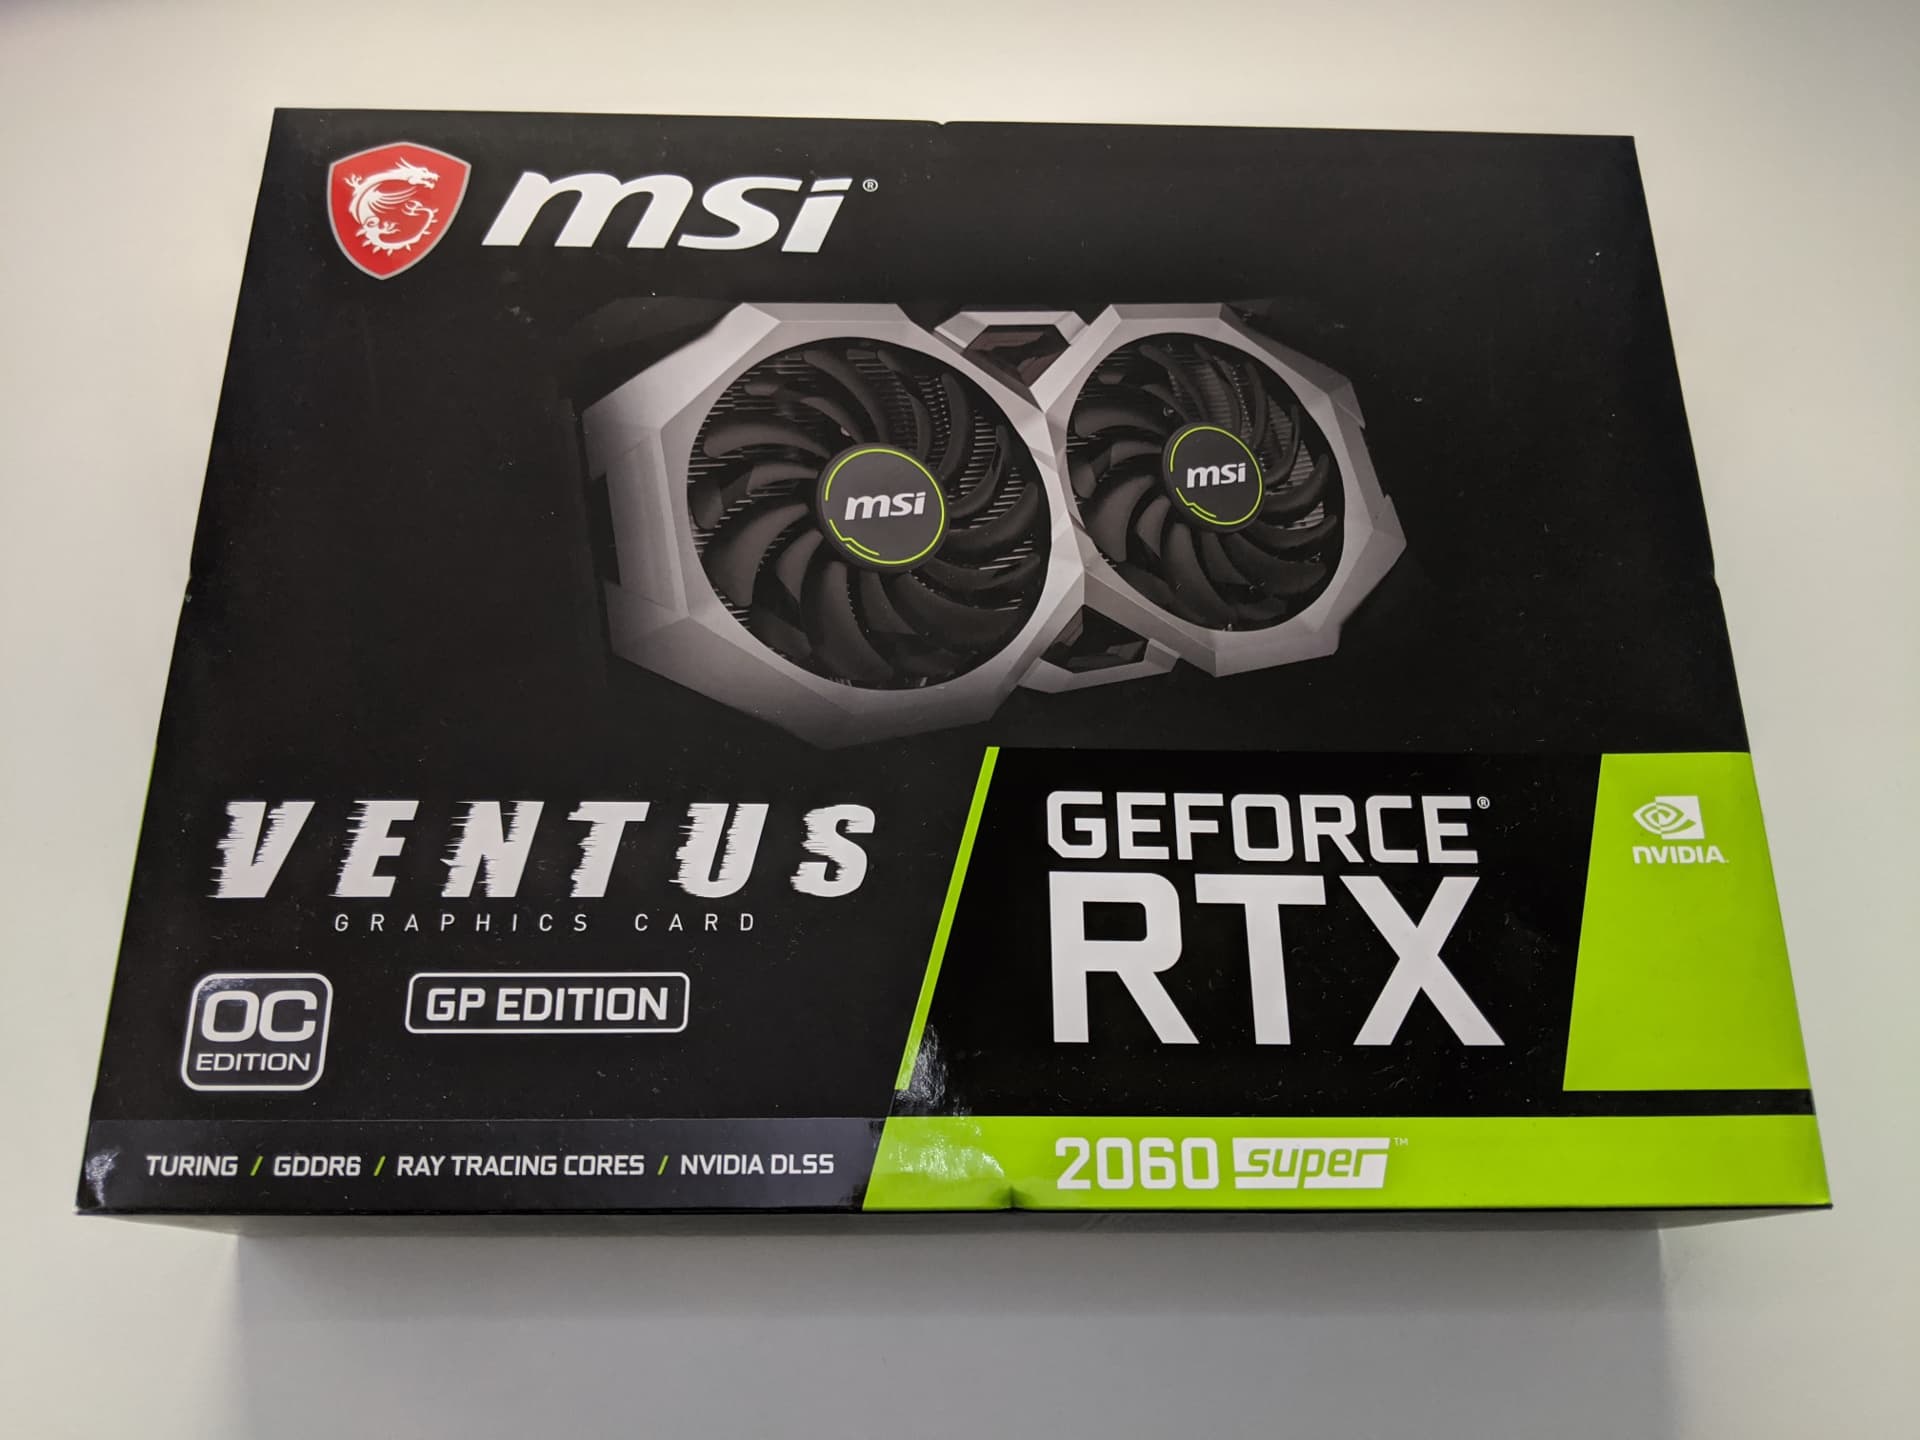 msi®
msi
msi
VENTUS
GRAPHICS CARD
OC
EDITION
GP EDITION
TURING / GDDR6 / RAY TRACING CORES / NVIDIA DLSS
GEFORCE®
RTX
NVIDIA.
2060 SUPER™